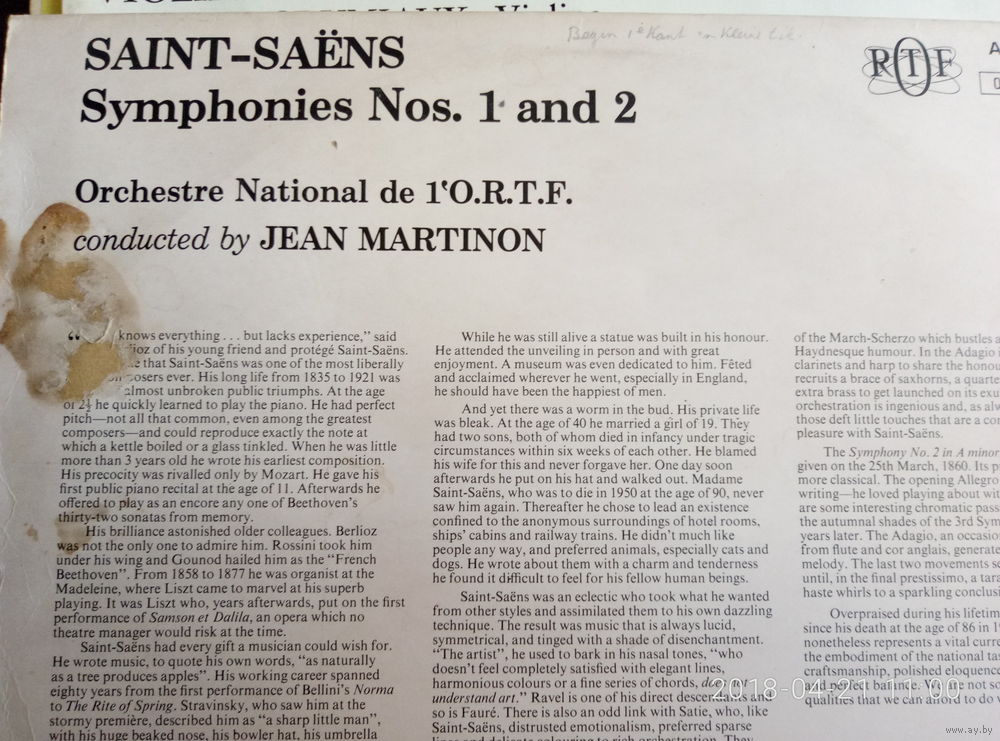 SAINT-SAËNS
Symphonies Nos. 1 and 2
Orchestre National de 1'O.R.T.F.
conducted by JEAN MARTINON
RTF
knows everything . . . but lacks experience,” said
of his young friend and protégé Saint-Saëns.
that Saint-Saëns was one of the most liberally
ever. His long life from 1835 to 1921 was
almost unbroken public triumphs. At the age
of 2½ he quickly learned to play the piano. He had perfect
pitch—not all that common, even among the greatest
composers—and could reproduce exactly the note at
which a kettle boiled or a glass tinkled. When he was little
more than 3 years old he wrote his earliest composition.
His precocity was rivalled only by Mozart. He gave his
first public piano recital at the age of 11. Afterwards he
offered to play as an encore any one of Beethoven's
thirty-two sonatas from memory.
His brilliance astonished older colleagues. Berlioz
was not the only one to admire him. Rossini took him
under his wing and Gounod hailed him as the “French
Beethoven”. From 1858 to 1877 he was organist at the
Madeleine, where Liszt came to marvel at his superb
playing. It was Liszt who, years afterwards, put on the first
performance of Samson et Dalila, an opera which no
theatre manager would risk at the time.
Saint-Saëns had every gift a musician could wish for.
He wrote music, to quote his own words, “as naturally
as a tree produces apples”. His working career spanned
eighty years from the first performance of Bellini's Norma
to The Rite of Spring. Stravinsky, who saw him at the
stormy première, described him as “a sharp little man”,
with his huge beaked nose, his bowler hat, his umbrella
While he was still alive a statue was built in his honour.
He attended the unveiling in person and with great
enjoyment. A museum was even dedicated to him. Fêted
and acclaimed wherever he went, especially in England,
he should have been the happiest of men.
And yet there was a worm in the bud. His private life
was bleak. At the age of 40 he married a girl of 19. They
had two sons, both of whom died in infancy under tragic
circumstances within six weeks of each other. He blamed
his wife for this and never forgave her. One day soon
afterwards he put on his hat and walked out. Madame
Saint-Saëns, who was to die in 1950 at the age of 90, never
saw him again. Thereafter he chose to lead an existence
confined to the anonymous surroundings of hotel rooms,
ships' cabins and railway trains. He didn't much like
people any way, and preferred animals, especially cats and
dogs. He wrote about them with a charm and tenderness
he found it difficult to feel for his fellow human beings.
Saint-Saëns was an eclectic who took what he wanted
from other styles and assimilated them to his own dazzling
technique. The result was music that is always lucid,
symmetrical, and tinged with a shade of disenchantment.
“The artist”, he used to bark in his nasal tones, “who
doesn't feel completely satisfied with elegant lines,
harmonious colours or a fine series of chords,
understand art.” Ravel is one of his direct descendants and
so is Fauré. There is also an odd link with Satie, who, like
Saint-Saëns, distrusted emotionalism, preferred sparse
of the March-Scherzo which bustles a
Haydnesque humour. In the Adagio
clarinets and harp to share the honou
recruits a brace of saxhorns, a quarte
extra brass to get launched on its exu
orchestration is ingenious and, as alw
those deft little touches that are a con
pleasure with Saint-Saëns.
The Symphony No. 2 in A minor
given on the 25th March, 1860. Its p
more classical. The opening Allegro
writing—he loved playing about wit
are some interesting chromatic pass
the autumnal shades of the 3rd Sym
years later. The Adagio, an occasio
from flute and cor anglais, generate
melody. The last two movements s
until, in the final prestissimo, a tara
haste whirls to a sparkling conclusi
Overpraised during his lifetim
since his death at the age of 86 in 19
nonetheless represents a vital curre
the embodiment of the national tas
craftsmanship, polished eloquence
and perfect balance.
qualities that we can afford to do
2018-04-21 11:00
www.ay.by